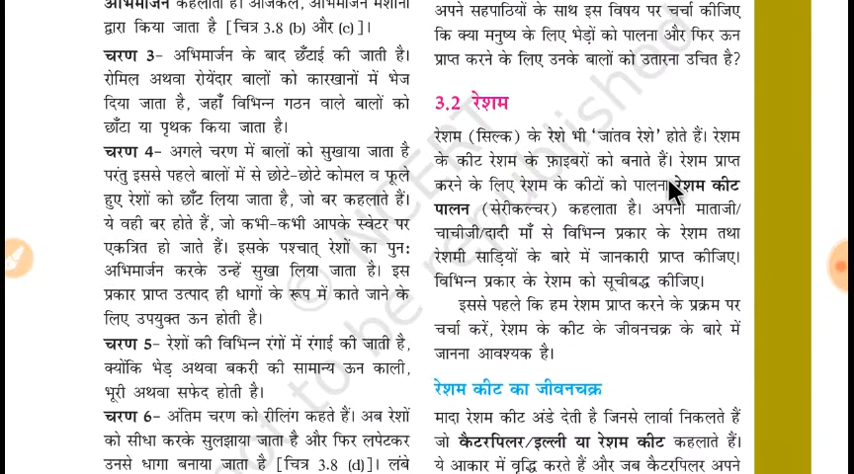 अभिमार्जन कहलाता है। आजकल, अभिमार्जन मशीनों
द्वारा किया जाता है [चित्र 3.8 (b) और (c)]।
चरण 3- अभिमार्जन के बाद छँटाई की जाती है।
रोमिल अथवा रोयेंदार बालों को कारखानों में भेज
दिया जाता है, जहाँ विभिन्न गठन वाले बालों को
छाँटा या पृथक किया जाता है।
चरण 4- अगले चरण में बालों को सुखाया जाता है
परंतु इससे पहले बालों में से छोटे-छोटे कोमल व फूले
हुए रेशों को छाँट लिया जाता है, जो बर कहलाते हैं।
ये वही बर होते हैं, जो कभी-कभी आपके स्वेटर पर
एकत्रित हो जाते हैं। इसके पश्चात् रेशों का पुन:
अभिमार्जन करके उन्हें सुखा लिया जाता है। इस
प्रकार प्राप्त उत्पाद ही धागों के रूप में काते जाने के
लिए उपयुक्त ऊन होती है।
चरण 5- रेशों की विभिन्न रंगों में रंगाई की जाती है,
क्योंकि भेड़ अथवा बकरी की सामान्य ऊन काली,
भूरी अथवा सफेद होती है।
चरण 6- अंतिम चरण को रीलिंग कहते हैं। अब रेशों
को सीधा करके सुलझाया जाता है और फिर लपेटकर
उनसे धागा बनाया जाता है [चित्र 3.8 (d)]। लंबे
अपने सहपाठियों के साथ इस विषय पर चर्चा कीजिए
कि क्या मनुष्य के लिए भेड़ों को पालना और फिर ऊन
प्राप्त करने के लिए उनके बालों को उतारना उचित है?
3.2 रेशम
रेशम (सिल्क) के रेशे भी 'जांतव रेशे' होते हैं। रेशम
के कीट रेशम के फ़ाइबरों को बनाते हैं। रेशम प्राप्त
करने के लिए रेशम के कीटों को पालना रेशम कीट
पालन (सेरीकल्चर) कहलाता है। अपनी माताजी/
चाचीजी/दादी माँ से विभिन्न प्रकार के रेशम तथा
रेशमी साड़ियों के बारे में जानकारी प्राप्त कीजिए।
विभिन्न प्रकार के रेशम को सूचीबद्ध कीजिए।
इससे पहले कि हम रेशम प्राप्त करने के प्रक्रम पर
चर्चा करें, रेशम के कीट के जीवनचक्र के बारे में
जानना आवश्यक है।
रेशम कीट का जीवनचक्र
मादा रेशम कीट अंडे देती है जिनसे लार्वा निकलते हैं
जो कैटरपिलर/इल्ली या रेशम कीट कहलाते हैं।
ये आकार में वृद्धि करते हैं और जब कैटरपिलर अपने
© NCERT
not to be republished